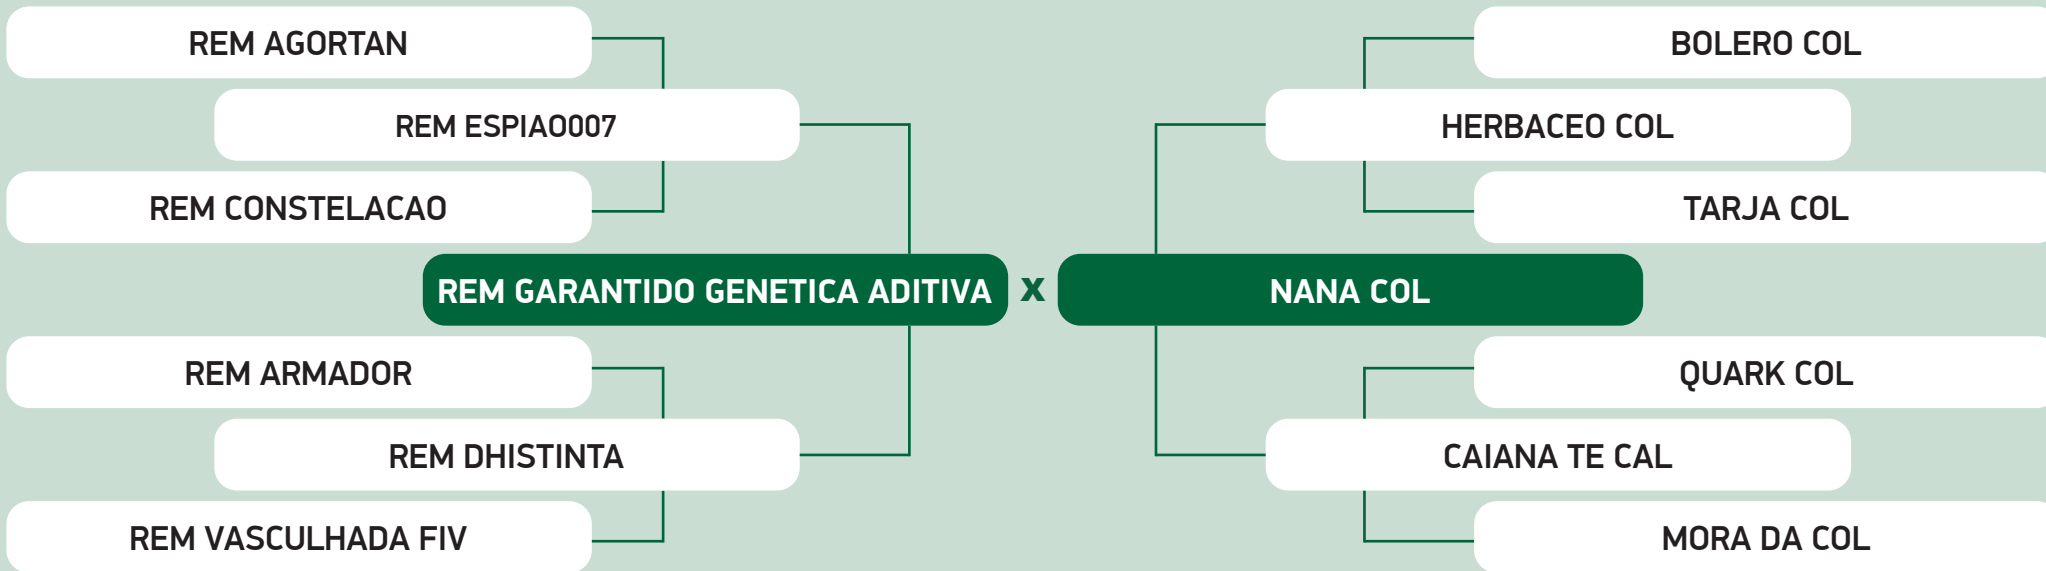 REM AGORTAN
BOLERO COL
REM ESPIAO007
HERBACEO COL
REM CONSTELACAO
TARJA COL
REM GARANTIDO GENETICA ADITIVA x NANA COL
REM ARMADOR
QUARK COL
REM DHISTINTA
CAIANA TE CAL
REM VASCULHADA FIV
MORA DA COL